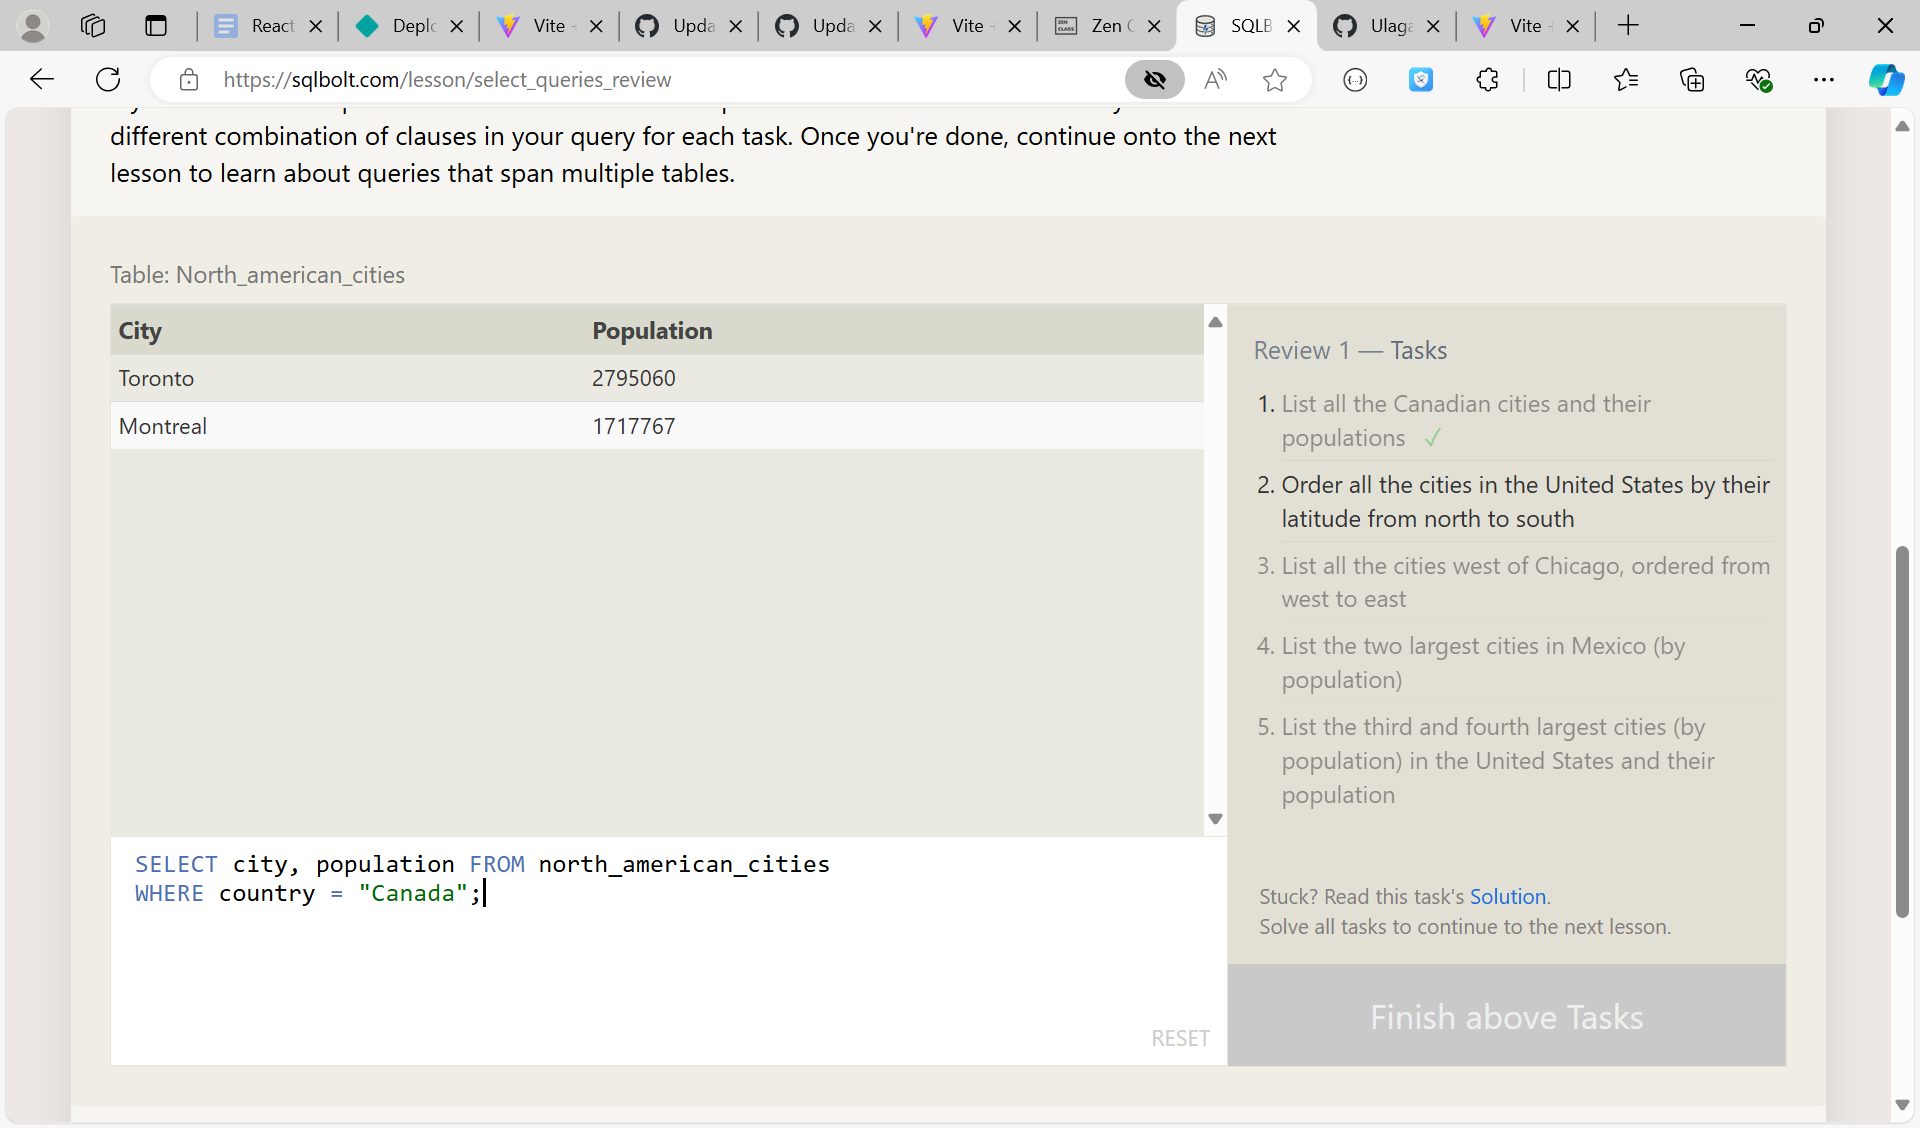 React
Deplo
Vite
Upda
Upda
Vite
Zen C
SQLB
Ulaga
Vite
https://sqlbolt.com/lesson/select_queries_review
different combination of clauses in your query for each task. Once you're done, continue onto the next
lesson to learn about queries that span multiple tables.
Table: North_american_cities
City Population
Toronto 2795060
Montreal 1717767
Review 1 — Tasks
1. List all the Canadian cities and their
populations ✓
2. Order all the cities in the United States by their
latitude from north to south
3. List all the cities west of Chicago, ordered from
west to east
4. List the two largest cities in Mexico (by
population)
5. List the third and fourth largest cities (by
population) in the United States and their
population
SELECT city, population FROM north_american_cities
WHERE country = "Canada";
RESET
Stuck? Read this task's Solution.
Solve all tasks to continue to the next lesson.
Finish above Tasks